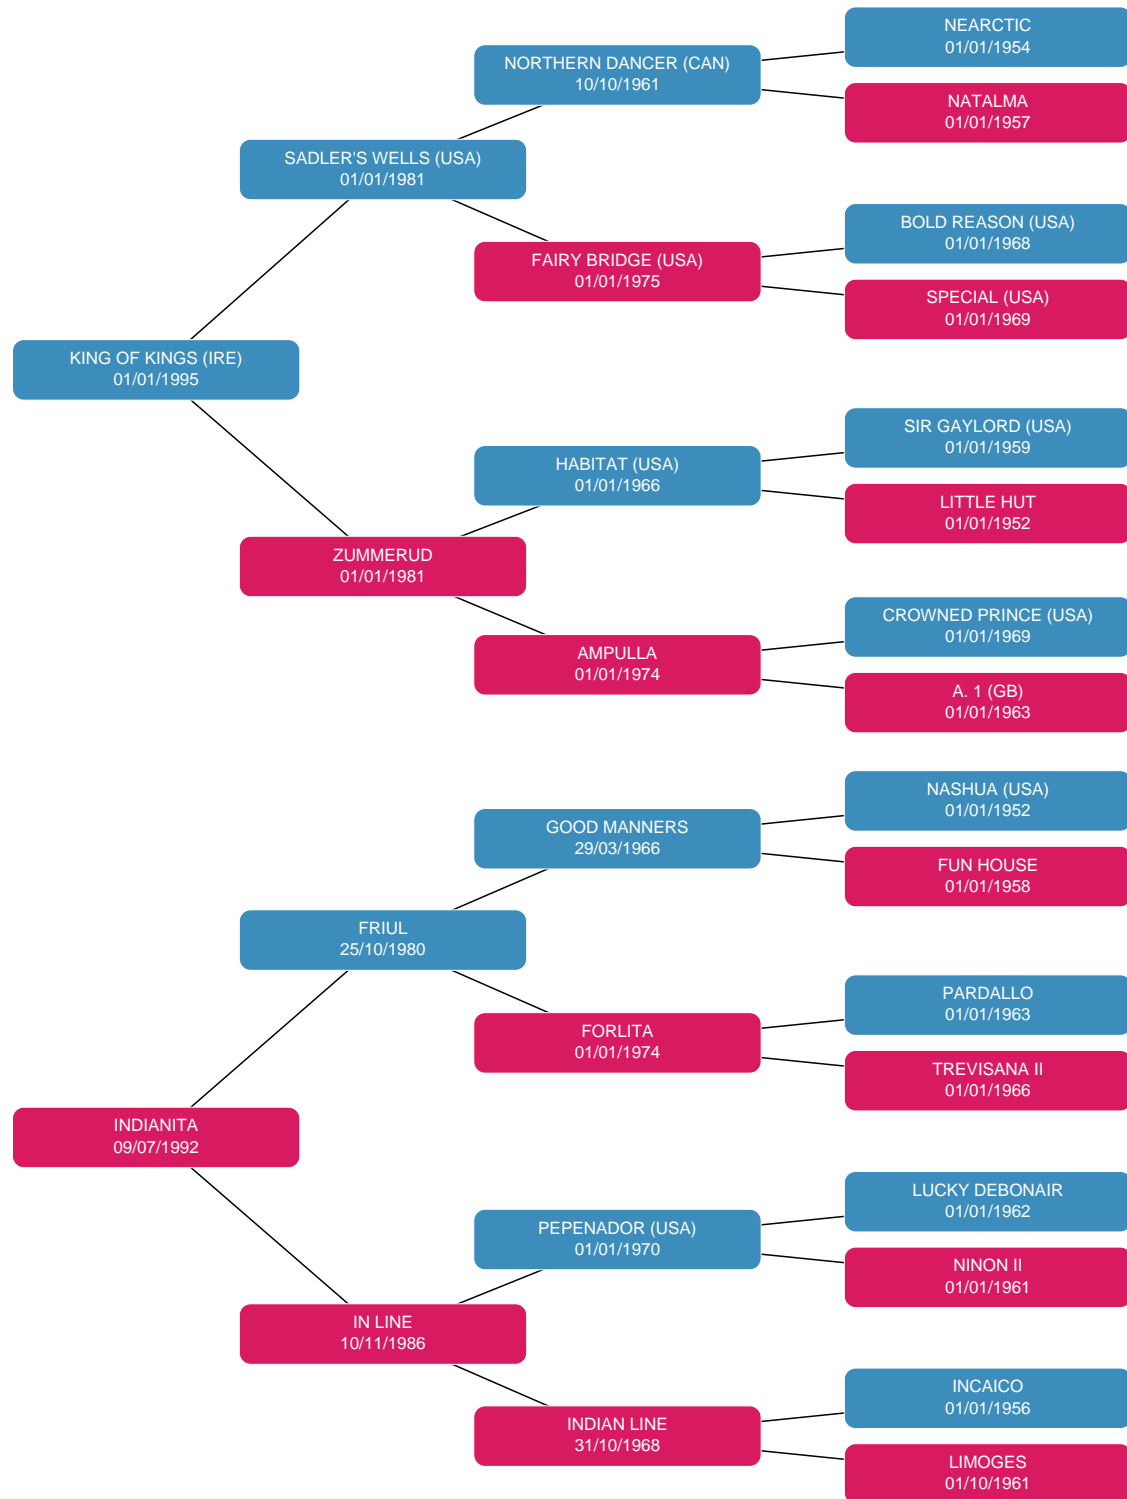 NEARCTIC
01/01/1954
NORTHERN DANCER (CAN)
10/10/1961
NATALMA
01/01/1957
SADLER'S WELLS (USA)
01/01/1981
BOLD REASON (USA)
01/01/1968
FAIRY BRIDGE (USA)
01/01/1975
SPECIAL (USA)
01/01/1969
KING OF KINGS (IRE)
01/01/1995
SIR GAYLORD (USA)
01/01/1959
HABITAT (USA)
01/01/1966
LITTLE HUT
01/01/1952
ZUMMERUD
01/01/1981
CROWNED PRINCE (USA)
01/01/1969
AMPULLA
01/01/1974
A. 1 (GB)
01/01/1963
NASHUA (USA)
01/01/1952
GOOD MANNERS
29/03/1966
FUN HOUSE
01/01/1958
FRIUL
25/10/1980
PARDALLO
01/01/1963
FORLITA
01/01/1974
TREVISANA II
01/01/1966
INDIANITA
09/07/1992
LUCKY DEBONAIR
01/01/1962
PEPENADOR (USA)
01/01/1970
NINON II
01/01/1961
IN LINE
10/11/1986
INCAICO
01/01/1956
INDIAN LINE
31/10/1968
LIMOGES
01/10/1961